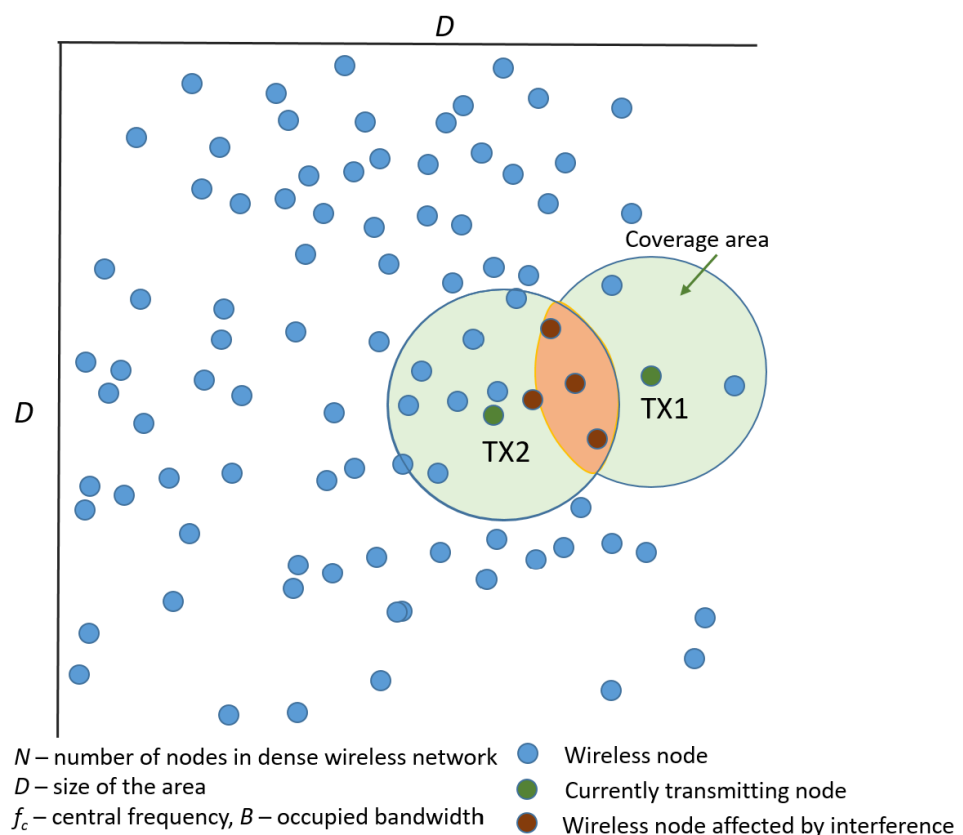 D
Coverage area
D
TX1
TX2
N – number of nodes in dense wireless network
D – size of the area
fc – central frequency, B – occupied bandwidth
Wireless node
Currently transmitting node
Wireless node affected by interference